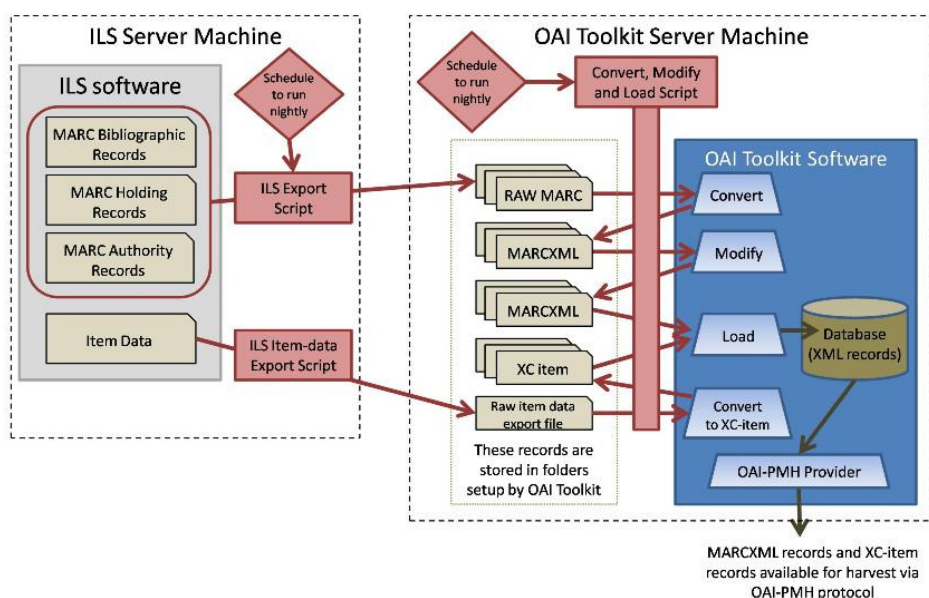 ILS Server Machine
ILS software
MARC Bibliographic
Records
MARC Holding
Records
MARC Authority
Records
Item Data
Schedule
to run
nightly
ILS Export
Script
ILS Item-data
Export Script
OAI Toolkit Server Machine
Schedule
to run
nightly
Convert, Modify
and Load Script
RAW MARC
MARCXML
MARCXML
XC item
Raw item data
export file
These records are
stored in folders
setup by OAI Toolkit
OAI Toolkit Software
Convert
Modify
Load
Database
(XML records)
Convert
to XC-item
OAI-PMH Provider
MARCXML records and XC-item
records available for harvest via
OAI-PMH protocol